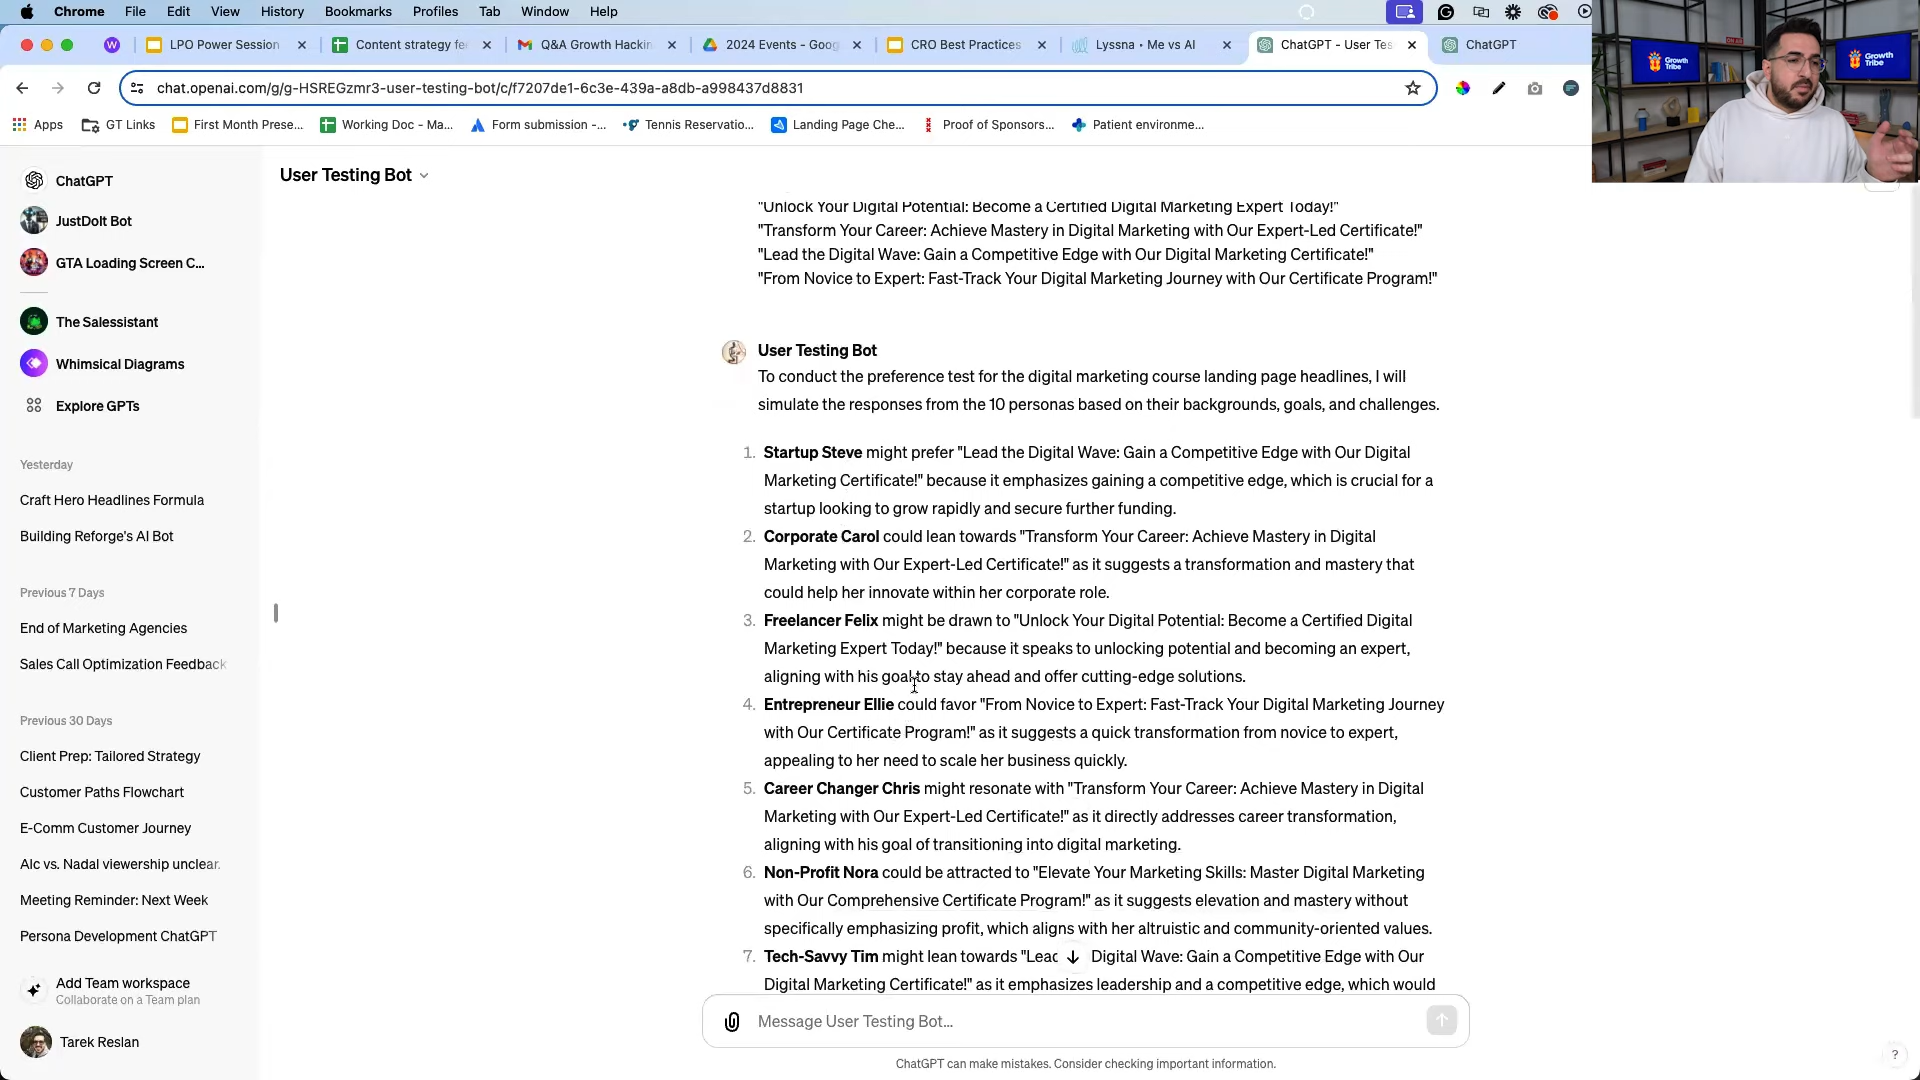 Chrome File Edit View History Bookmarks Profiles Tab Window Help
LPO Power Session
Content strategy fe
Q&A Growth Hackin
2024 Events - Goog
CRO Best Practices
Lyssna • Me vs AI
ChatGPT - User Tes
ChatGPT
chat.openai.com/g/g-HSREGzmr3-user-testing-bot/c/f7207de1-6c3e-439a-a8db-a998437d8831
Apps
GT Links
First Month Prese...
Working Doc - Ma...
Form submission -...
Tennis Reservatio...
Landing Page Che...
Proof of Sponsors...
Patient environme...
Growth
Tribe
Growth
Tribe
ChatGPT
JustDoIt Bot
GTA Loading Screen C...
The Salessistant
Whimsical Diagrams
Explore GPTs
Yesterday
Craft Hero Headlines Formula
Building Reforge's AI Bot
Previous 7 Days
End of Marketing Agencies
Sales Call Optimization Feedback
Previous 30 Days
Client Prep: Tailored Strategy
Customer Paths Flowchart
E-Comm Customer Journey
Alc vs. Nadal viewership unclear.
Meeting Reminder: Next Week
Persona Development ChatGPT
Add Team workspace
Collaborate on a Team plan
Tarek Reslan
User Testing Bot
"Unlock Your Digital Potential: Become a Certified Digital Marketing Expert Today!"
"Transform Your Career: Achieve Mastery in Digital Marketing with Our Expert-Led Certificate!"
"Lead the Digital Wave: Gain a Competitive Edge with Our Digital Marketing Certificate!"
"From Novice to Expert: Fast-Track Your Digital Marketing Journey with Our Certificate Program!"
User Testing Bot
To conduct the preference test for the digital marketing course landing page headlines, I will
simulate the responses from the 10 personas based on their backgrounds, goals, and challenges.
1. Startup Steve might prefer "Lead the Digital Wave: Gain a Competitive Edge with Our Digital
Marketing Certificate!" because it emphasizes gaining a competitive edge, which is crucial for a
startup looking to grow rapidly and secure further funding.
2. Corporate Carol could lean towards "Transform Your Career: Achieve Mastery in Digital
Marketing with Our Expert-Led Certificate!" as it suggests a transformation and mastery that
could help her innovate within her corporate role.
3. Freelancer Felix might be drawn to "Unlock Your Digital Potential: Become a Certified Digital
Marketing Expert Today!" because it speaks to unlocking potential and becoming an expert,
aligning with his goal to stay ahead and offer cutting-edge solutions.
4. Entrepreneur Ellie could favor "From Novice to Expert: Fast-Track Your Digital Marketing Journey
with Our Certificate Program!" as it suggests a quick transformation from novice to expert,
appealing to her need to scale her business quickly.
5. Career Changer Chris might resonate with "Transform Your Career: Achieve Mastery in Digital
Marketing with Our Expert-Led Certificate!" as it directly addresses career transformation,
aligning with his goal of transitioning into digital marketing.
6. Non-Profit Nora could be attracted to "Elevate Your Marketing Skills: Master Digital Marketing
with Our Comprehensive Certificate Program!" as it suggests elevation and mastery without
specifically emphasizing profit, which aligns with her altruistic and community-oriented values.
7. Tech-Savvy Tim might lean towards "Lead Digital Wave: Gain a Competitive Edge with Our
Digital Marketing Certificate!" as it emphasizes leadership and a competitive edge, which would
Message User Testing Bot...
ChatGPT can make mistakes. Consider checking important information.
?